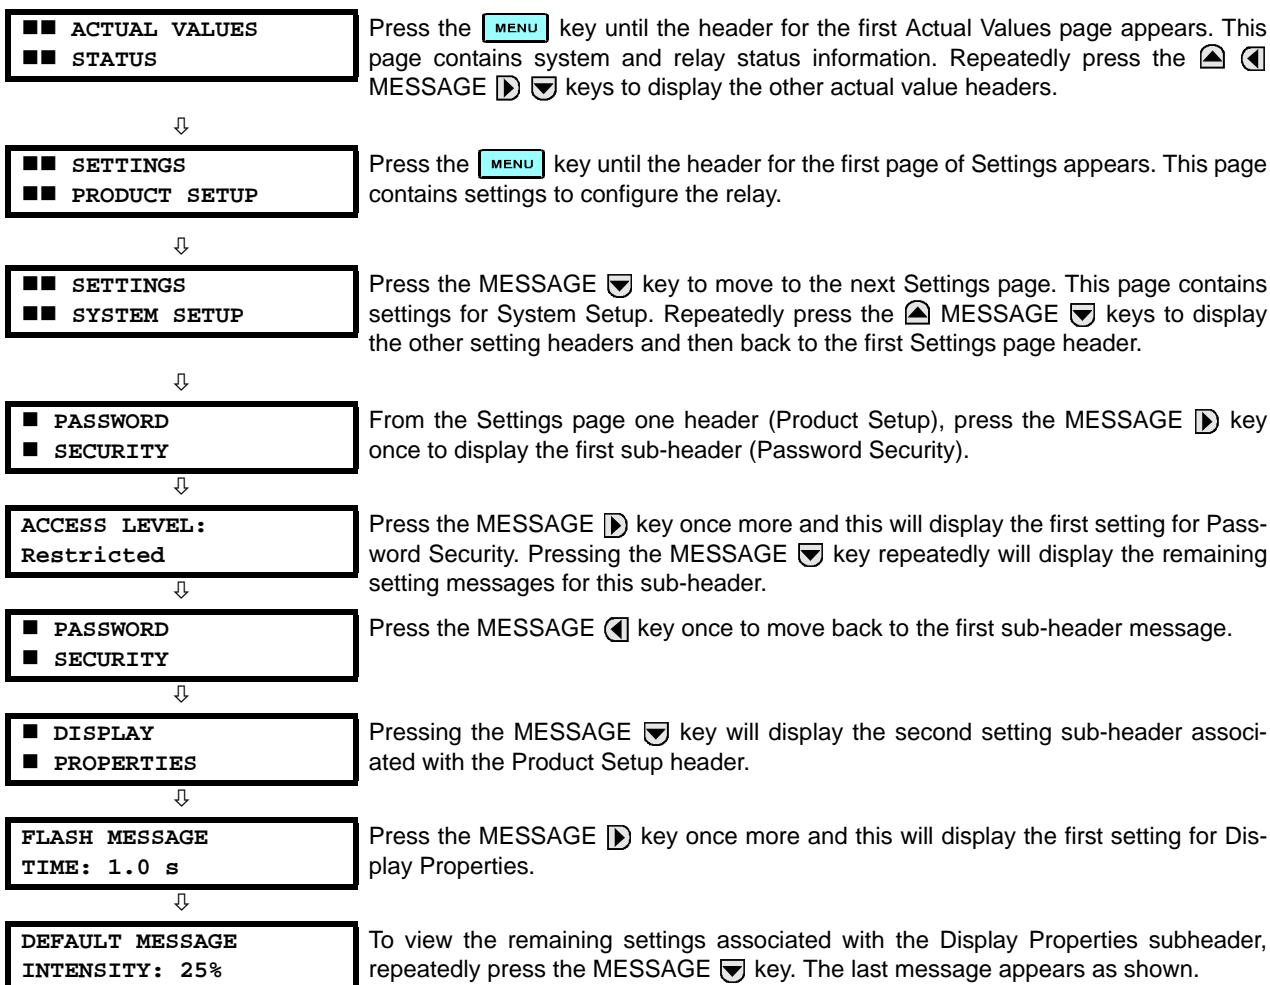 ■■ ACTUAL VALUES
■■ STATUS
Press the MENU key until the header for the first Actual Values page appears. This
page contains system and relay status information. Repeatedly press the
MESSAGE keys to display the other actual value headers.
⇩
■■ SETTINGS
■■ PRODUCT SETUP
Press the MENU key until the header for the first page of Settings appears. This page
contains settings to configure the relay.
⇩
■■ SETTINGS
■■ SYSTEM SETUP
Press the MESSAGE key to move to the next Settings page. This page contains
settings for System Setup. Repeatedly press the MESSAGE keys to display
the other setting headers and then back to the first Settings page header.
⇩
■ PASSWORD
■ SECURITY
From the Settings page one header (Product Setup), press the MESSAGE key
once to display the first sub-header (Password Security).
⇩
ACCESS LEVEL:
Restricted
Press the MESSAGE key once more and this will display the first setting for Pass-
word Security. Pressing the MESSAGE key repeatedly will display the remaining
setting messages for this sub-header.
⇩
■ PASSWORD
■ SECURITY
Press the MESSAGE key once to move back to the first sub-header message.
⇩
■ DISPLAY
■ PROPERTIES
Pressing the MESSAGE key will display the second setting sub-header associ-
ated with the Product Setup header.
⇩
FLASH MESSAGE
TIME: 1.0 s
Press the MESSAGE key once more and this will display the first setting for Dis-
play Properties.
⇩
DEFAULT MESSAGE
INTENSITY: 25%
To view the remaining settings associated with the Display Properties subheader,
repeatedly press the MESSAGE key. The last message appears as shown.